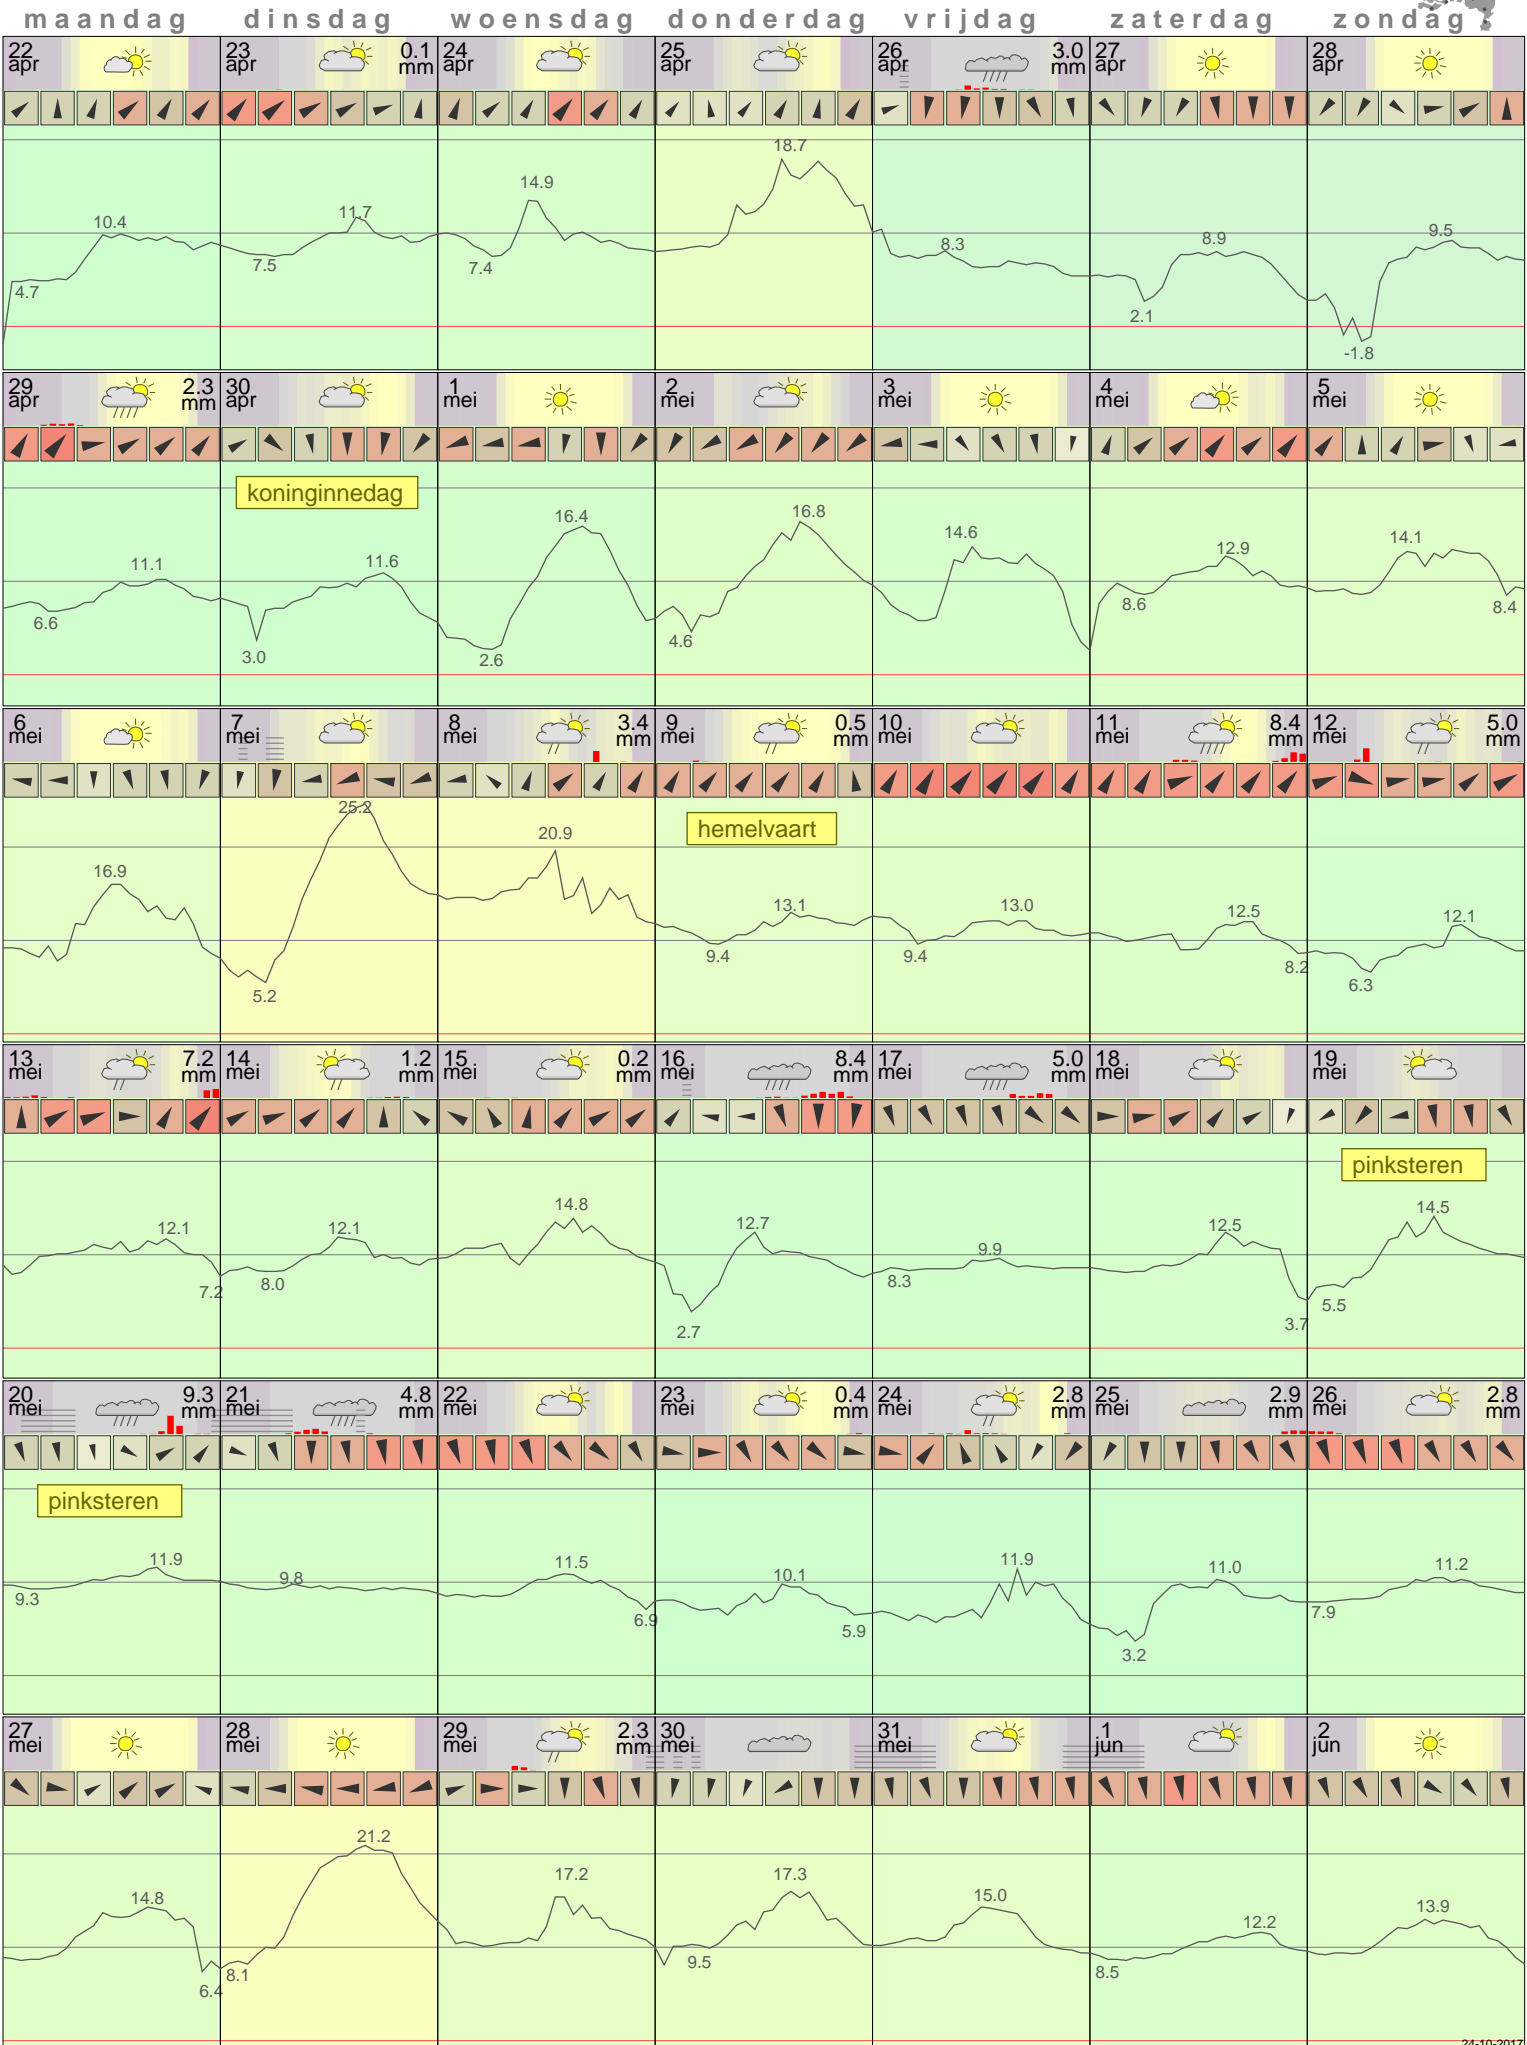 maandag dinsdag woensdag donderdag vrijdag zaterdag zondag
22 apr 23 apr 0.1 mm 24 apr 25 apr 26 apr 3.0 mm 27 apr 28 apr
10.4 11.7 14.9 18.7 8.3 8.9 9.5
4.7 7.5 7.4 2.1 -1.8
29 apr 2.3 mm 30 apr 1 mei 2 mei 3 mei 4 mei 5 mei
koninginnedag
11.1 11.6 16.4 16.8 14.6 12.9 14.1
6.6 3.0 2.6 4.6 8.6 8.4
6 mei 7 mei 8 mei 3.4 mm 9 mei 0.5 mm 10 mei 11 mei 8.4 mm 12 mei 5.0 mm
hemelvaart
16.9 25.2 20.9 13.1 13.0 12.5 12.1
5.2 9.4 9.4 8.2 6.3
13 mei 7.2 mm 14 mei 1.2 mm 15 mei 0.2 mm 16 mei 8.4 mm 17 mei 5.0 mm 18 mei 19 mei
pinksteren
12.1 12.1 14.8 12.7 9.9 12.5 14.5
7.2 8.0 2.7 8.3 3.7 5.5
20 mei 9.3 mm 21 mei 4.8 mm 22 mei 23 mei 0.4 mm 24 mei 2.8 mm 25 mei 2.9 mm 26 mei 2.8 mm
pinksteren
11.9 9.8 11.5 10.1 11.9 11.0 11.2
9.3 6.9 5.9 3.2 7.9
27 mei 28 mei 29 mei 2.3 mm 30 mei 31 mei 1 jun 2 jun
14.8 21.2 17.2 17.3 15.0 12.2 13.9
6.4 8.1 9.5 8.5
24-10-2017